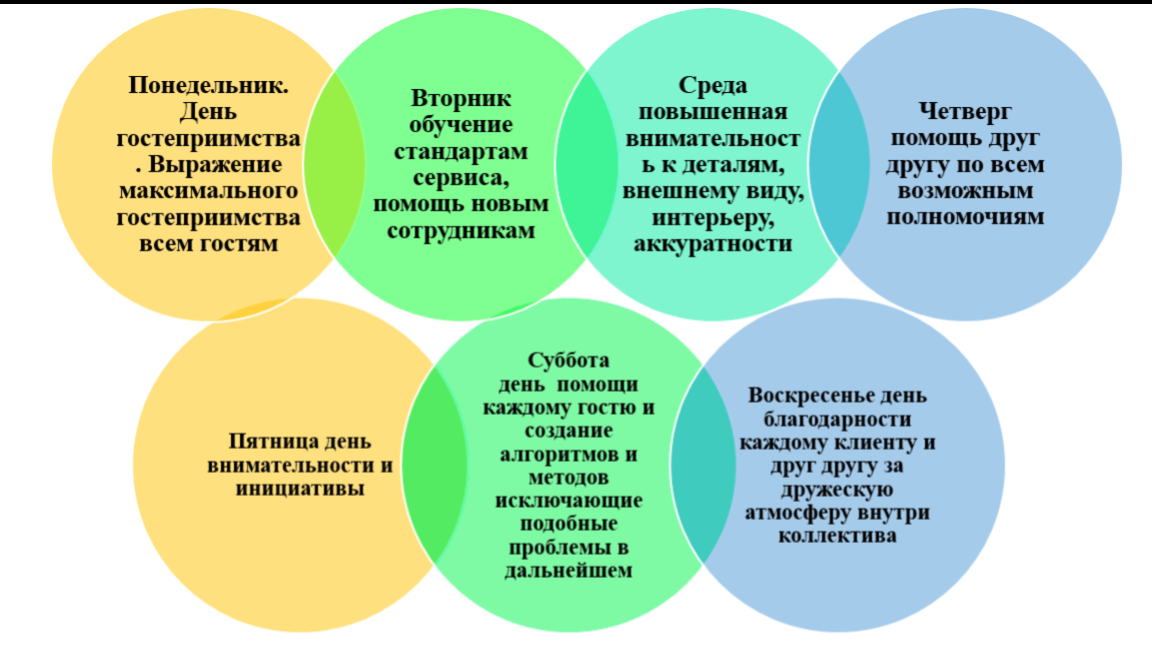 Понедельник.
День
гостеприимства
. Выражение
максимального
гостеприимства
всем гостям
Вторник
обучение
стандартам
сервиса,
помощь новым
сотрудникам
Среда
повышенная
внимательност
ь к деталям,
внешнему виду,
интерьеру,
аккуратности
Четверг
помощь друг
другу по всем
возможным
полномочиям
Пятница день
внимательности и
инициативы
Суббота
день помощи
каждому гостю и
создание
алгоритмов и
методов
исключающие
подобные
проблемы в
дальнейшем
Воскресенье день
благодарности
каждому клиенту и
друг другу за
дружескую
атмосферу внутри
коллектива